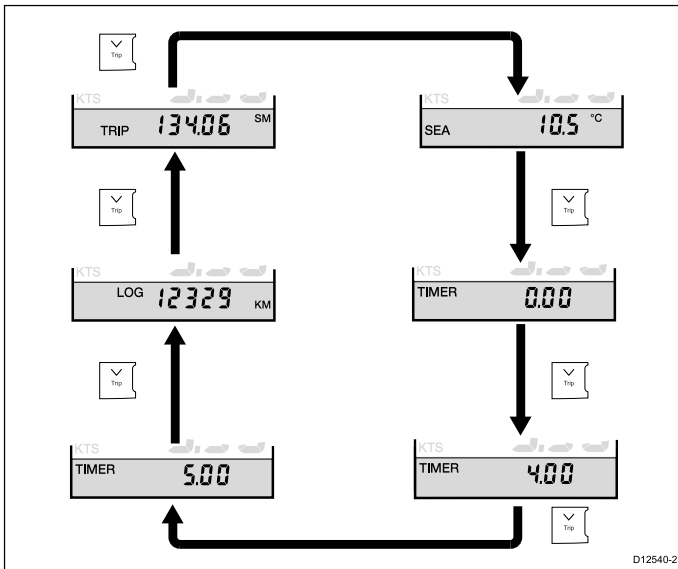 Trip
KTS
TRIP 134.06 SM
KTS
SEA 10.5 °C
Trip
Trip
KTS
LOG 12329 KM
KTS
TIMER 0.00
Trip
Trip
KTS
TIMER 5.00
KTS
TIMER 4.00
Trip
D12540-2